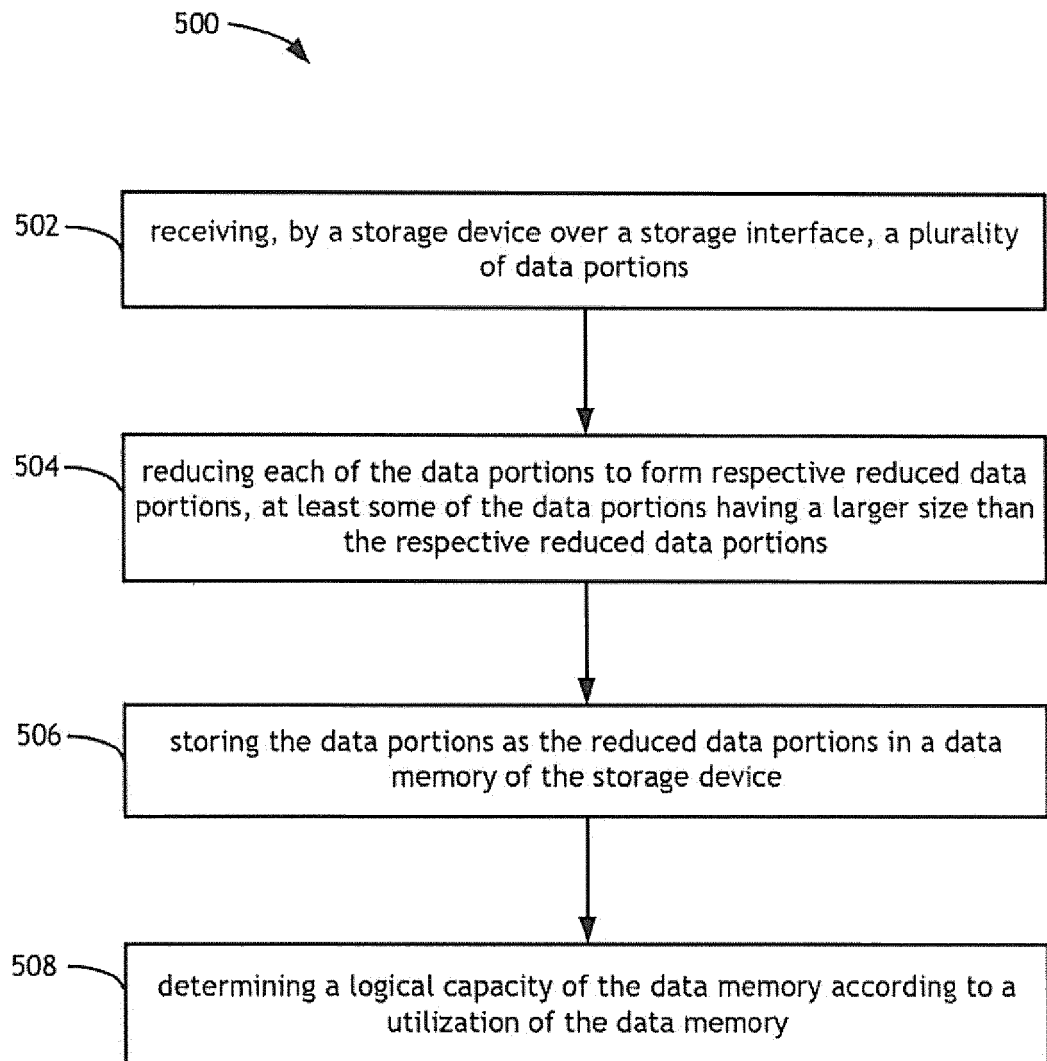 500
502
receiving, by a storage device over a storage interface, a plurality
of data portions
504
reducing each of the data portions to form respective reduced data
portions, at least some of the data portions having a larger size than
the respective reduced data portions
506
storing the data portions as the reduced data portions in a data
memory of the storage device
508
determining a logical capacity of the data memory according to a
utilization of the data memory